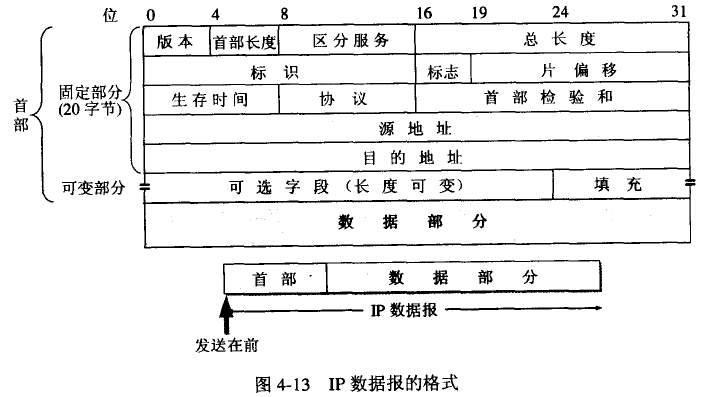 位 0 4 8 16 19 24 31
版本 首部长度 区分服务 总长度
标识 标志 片偏移
生存时间 协议 首部检验和
源地址
目的地址
可选字段（长度可变） 填充
数据部分
首部
固定部分
(20 字节)
可变部分
首部 数据部分
IP 数据报
发送在前
图 4-13 IP 数据报的格式